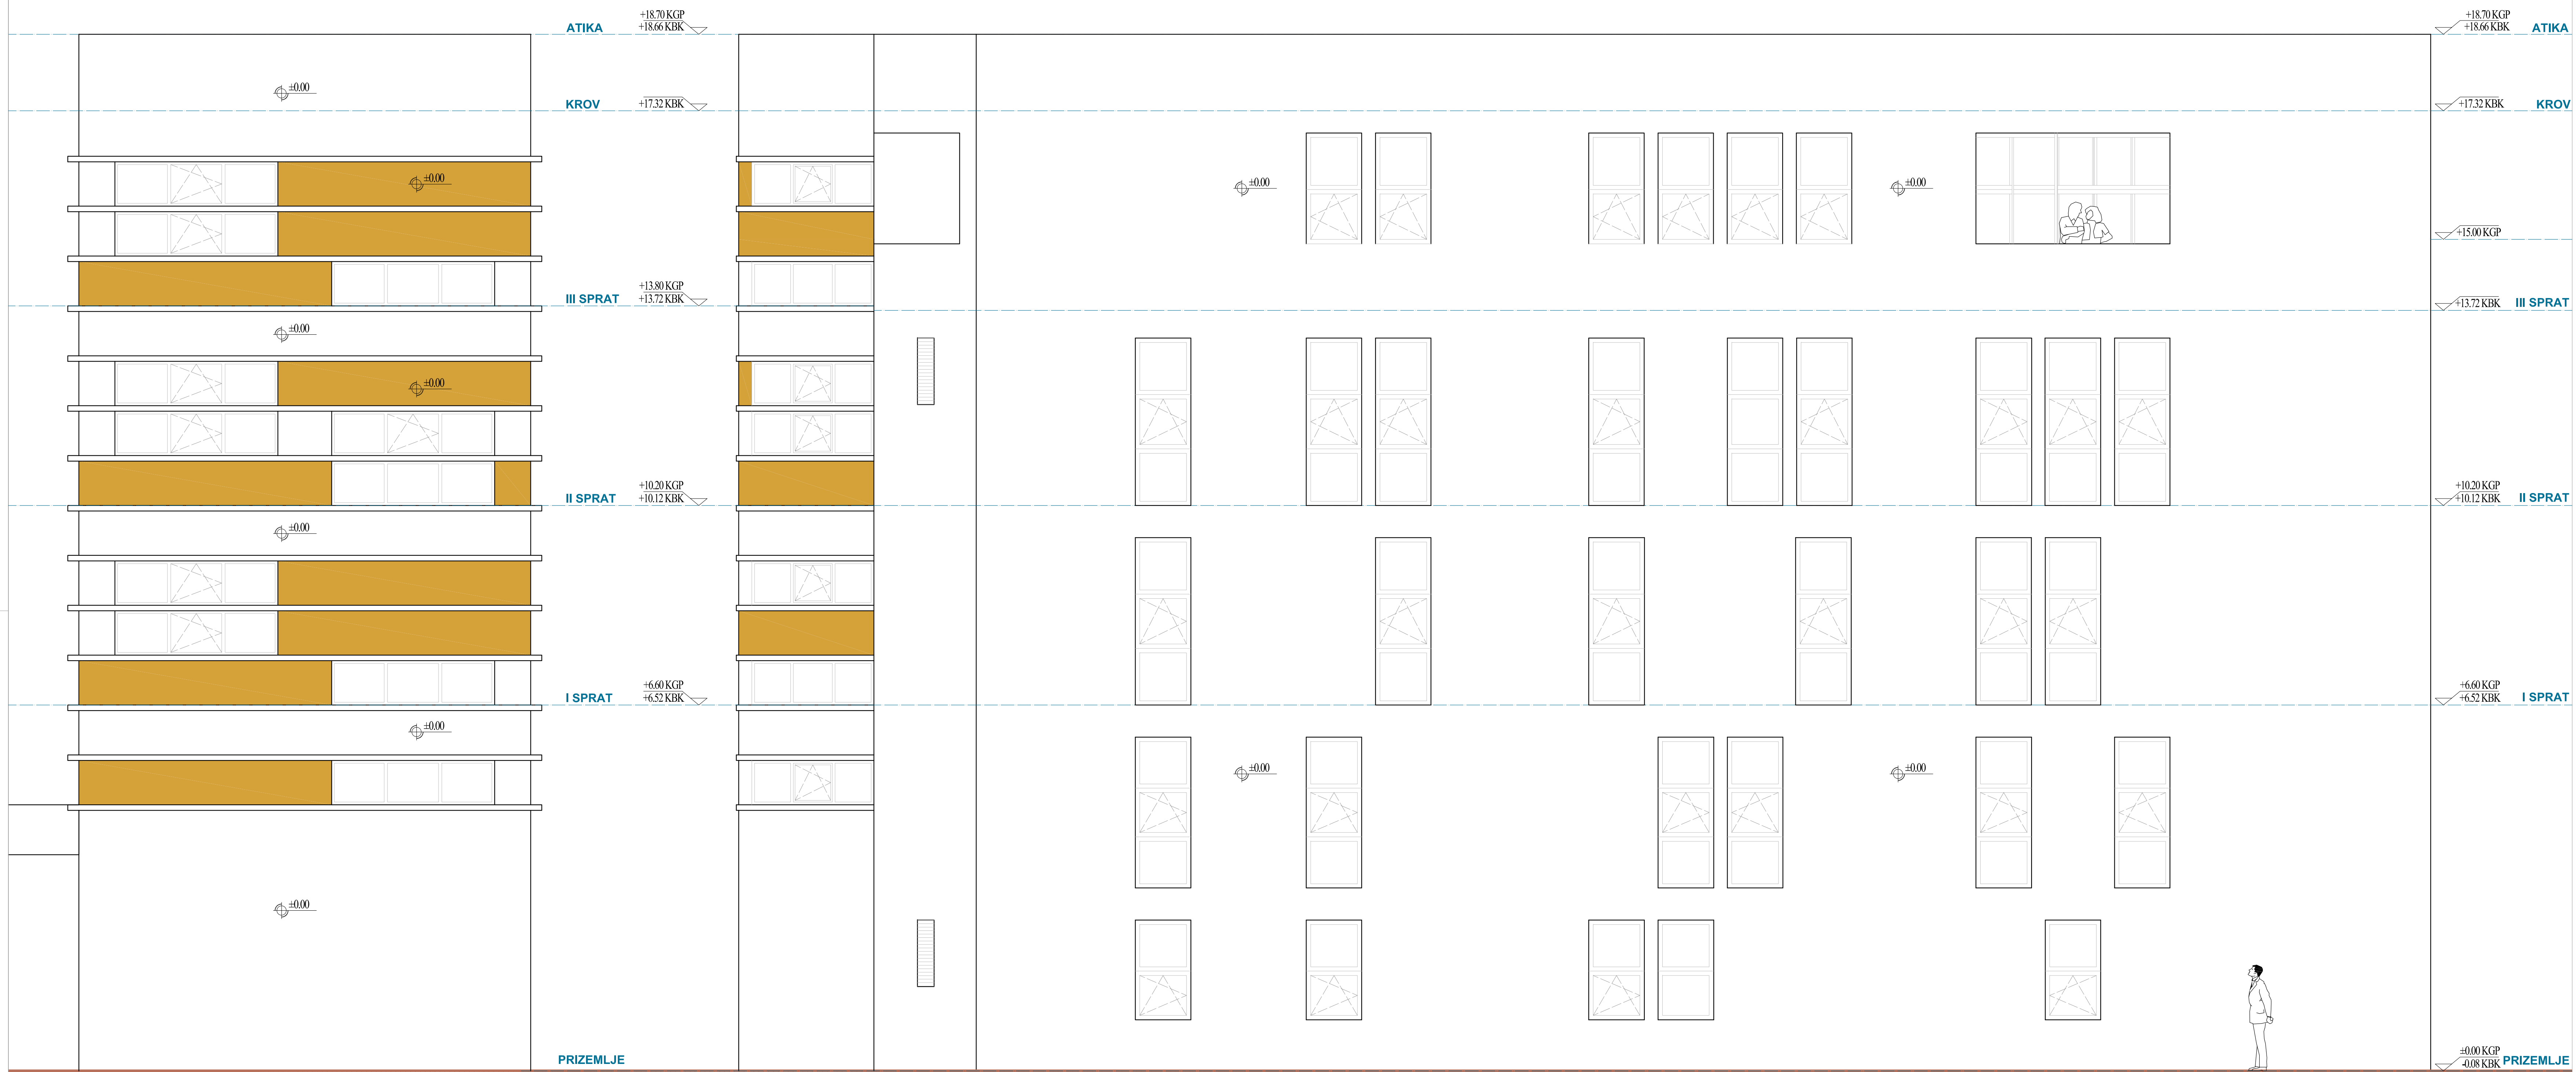 +18.70 KGP
ATIKA +18.66 KBK
+18.70 KGP
+18.66 KBK ATIKA
±0.00
KROV +17.32 KBK
+17.32 KBK KROV
±0.00
±0.00
±0.00
+15.00 KGP
+13.80 KGP
III SPRAT +13.72 KBK
+13.72 KBK III SPRAT
±0.00
±0.00
+10.20 KGP
II SPRAT +10.12 KBK
+10.20 KGP
+10.12 KBK II SPRAT
±0.00
+6.60 KGP
I SPRAT +6.52 KBK
+6.60 KGP
+6.52 KBK I SPRAT
±0.00
±0.00
±0.00
±0.00
PRIZEMLJE
±0.00 KGP
-0.08 KBK PRIZEMLJE